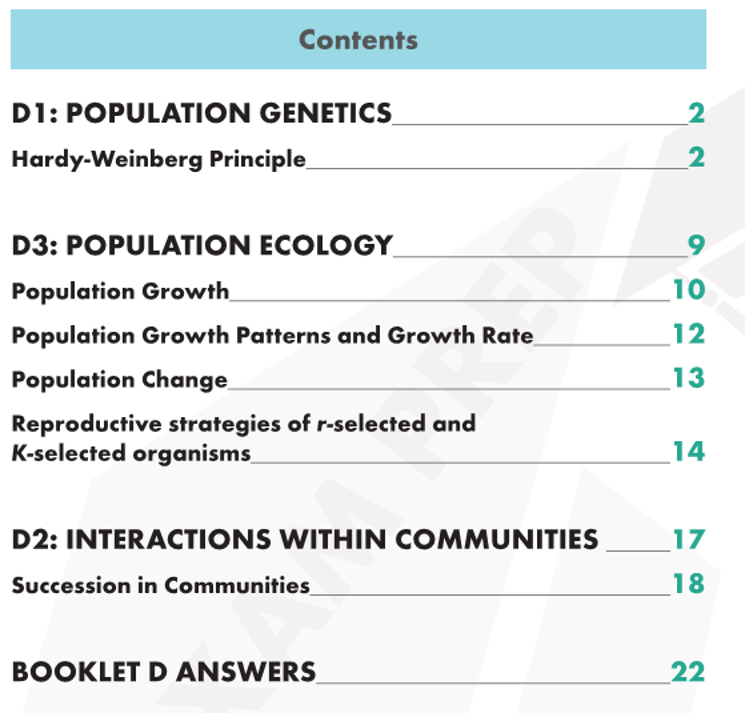 Contents
D1: POPULATION GENETICS 2
Hardy-Weinberg Principle 2
D3: POPULATION ECOLOGY 9
Population Growth 10
Population Growth Patterns and Growth Rate 12
Population Change 13
Reproductive strategies of r-selected and
K-selected organisms 14
D2: INTERACTIONS WITHIN COMMUNITIES 17
Succession in Communities 18
BOOKLET D ANSWERS 22
XAM PREP